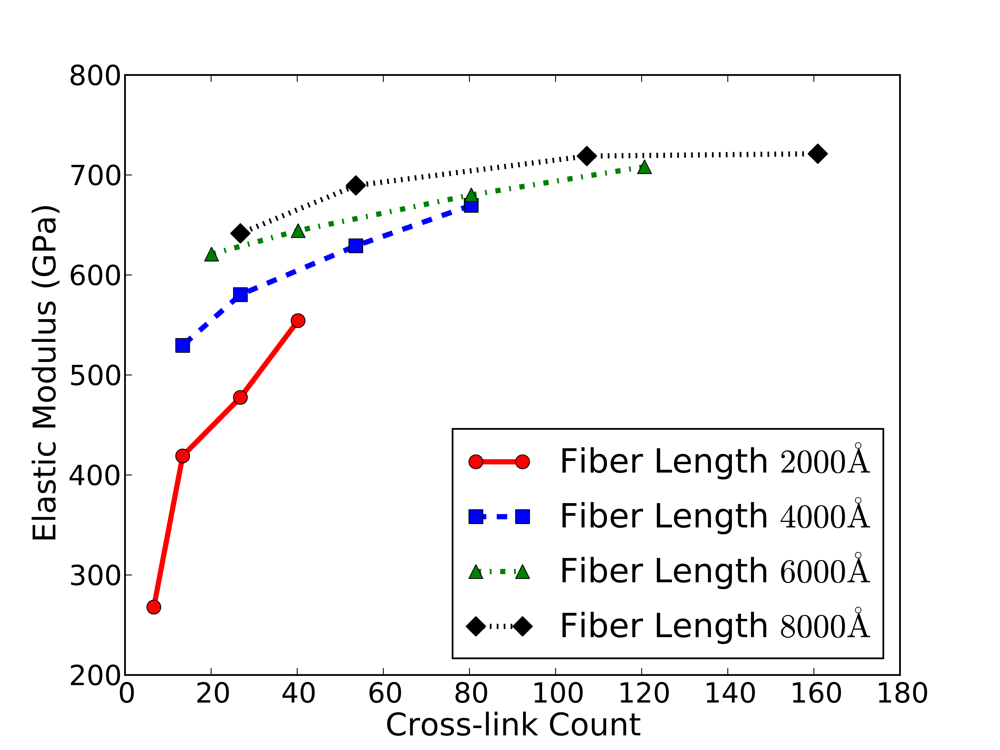 800
700
600
500
400
300
200
Elastic Modulus (GPa)
0 20 40 60 80 100 120 140 160 180
Cross-link Count
Fiber Length 2000Å
Fiber Length 4000Å
Fiber Length 6000Å
Fiber Length 8000Å